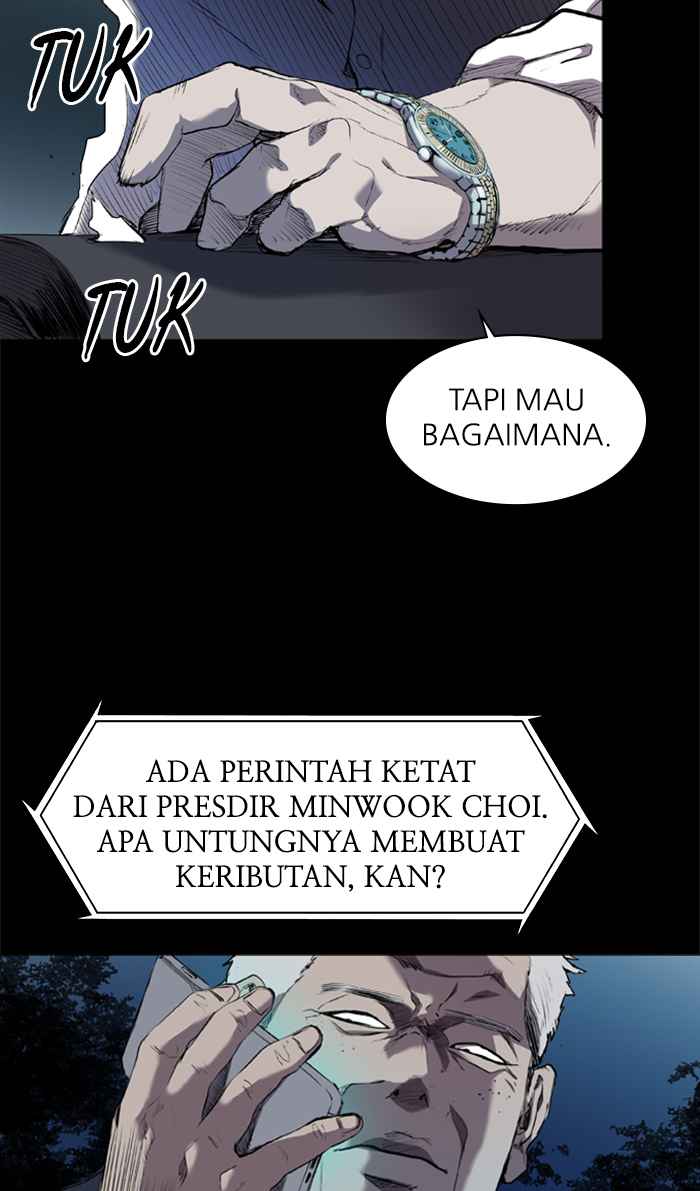 TUK
TUK
TAPI MAU
BAGAIMANA.
ADA PERINTAH KETAT
DARI PRESDIR MINWOOK CHOI.
APA UNTUNGNYA MEMBUAT
KERIBUTAN, KAN?